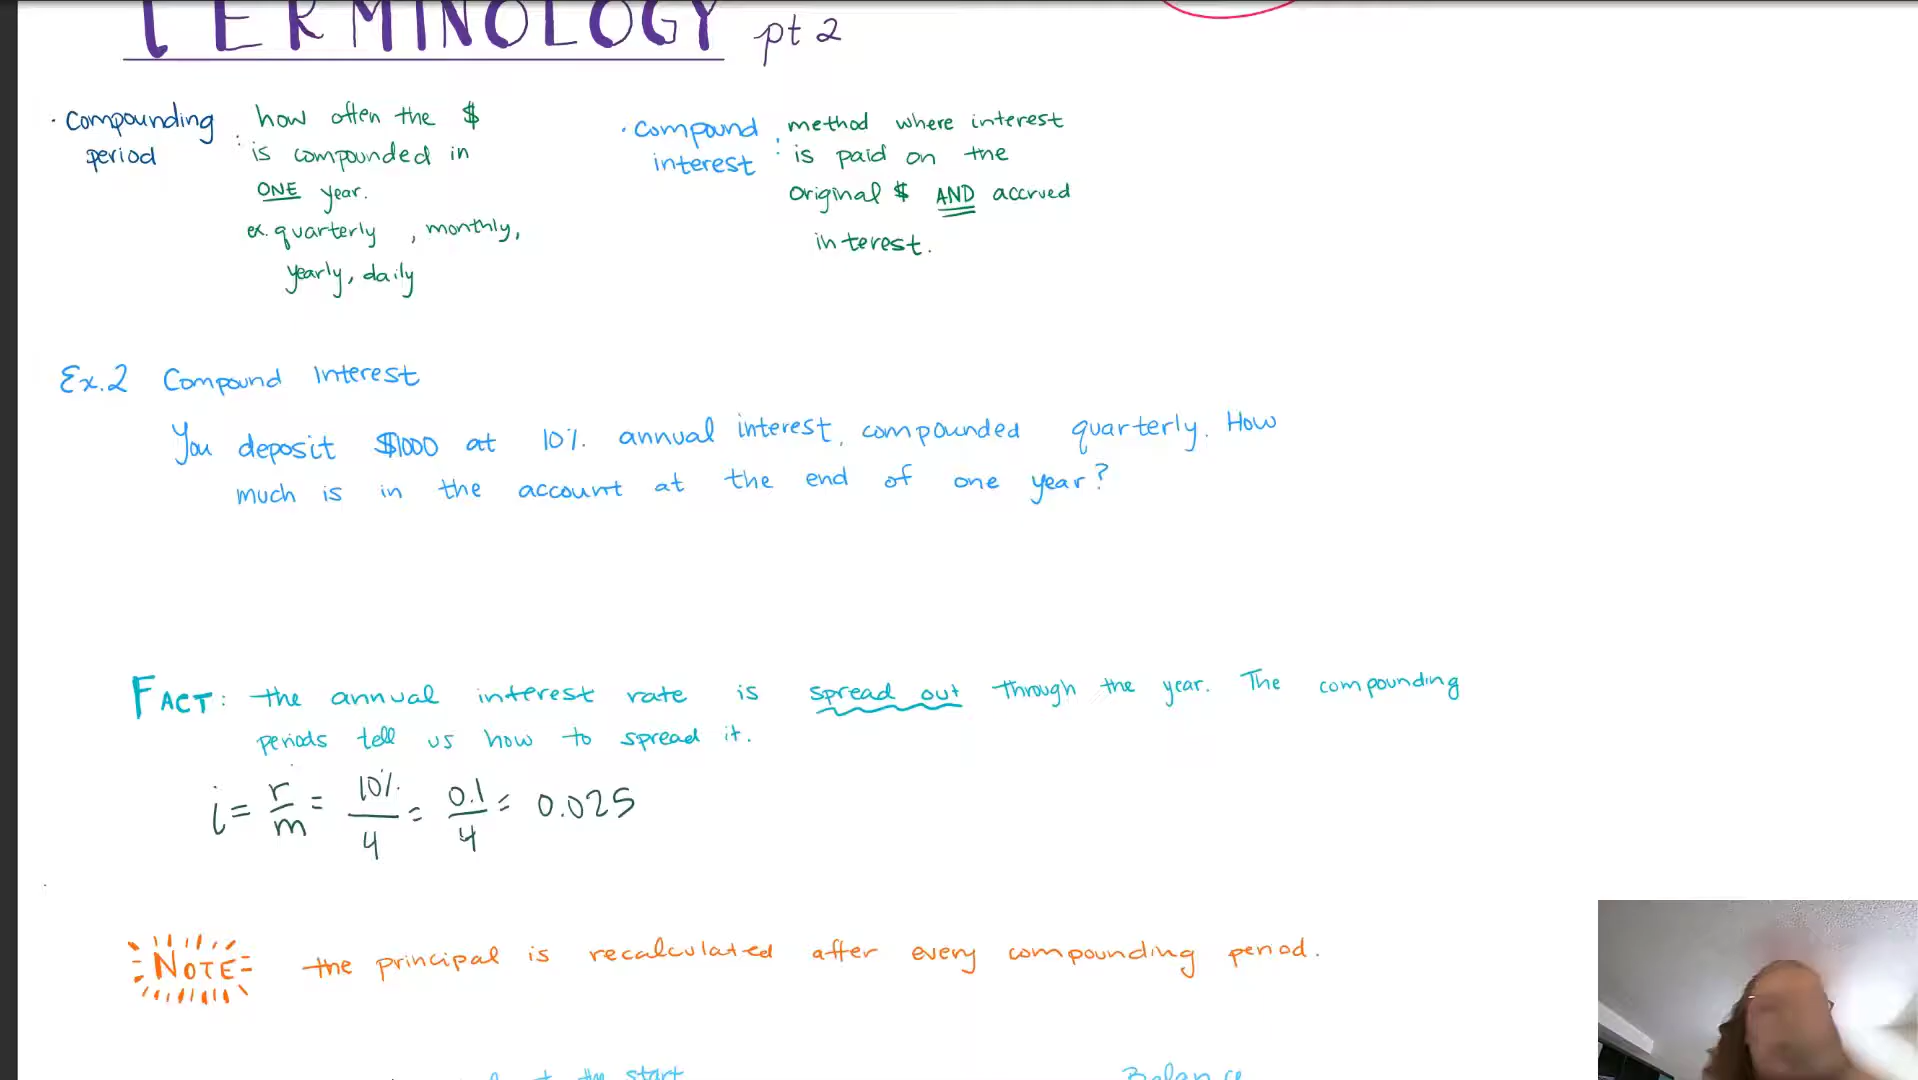 TERMINOLOGY pt 2
· Compounding period : how often the $
is compounded in
ONE year.
ex. quarterly, monthly,
yearly, daily
· Compound interest : method where interest
is paid on the
original $ AND accrued
interest.
Ex.2 Compound Interest
You deposit $1000 at 10% annual interest, compounded quarterly. How
much is in the account at the end of one year?
FACT: the annual interest rate is spread out through the year. The compounding
periods tell us how to spread it.
i = r/m = 10%/4 = 0.1/4 = 0.025
NOTE the principal is recalculated after every compounding period.
the start
Balance